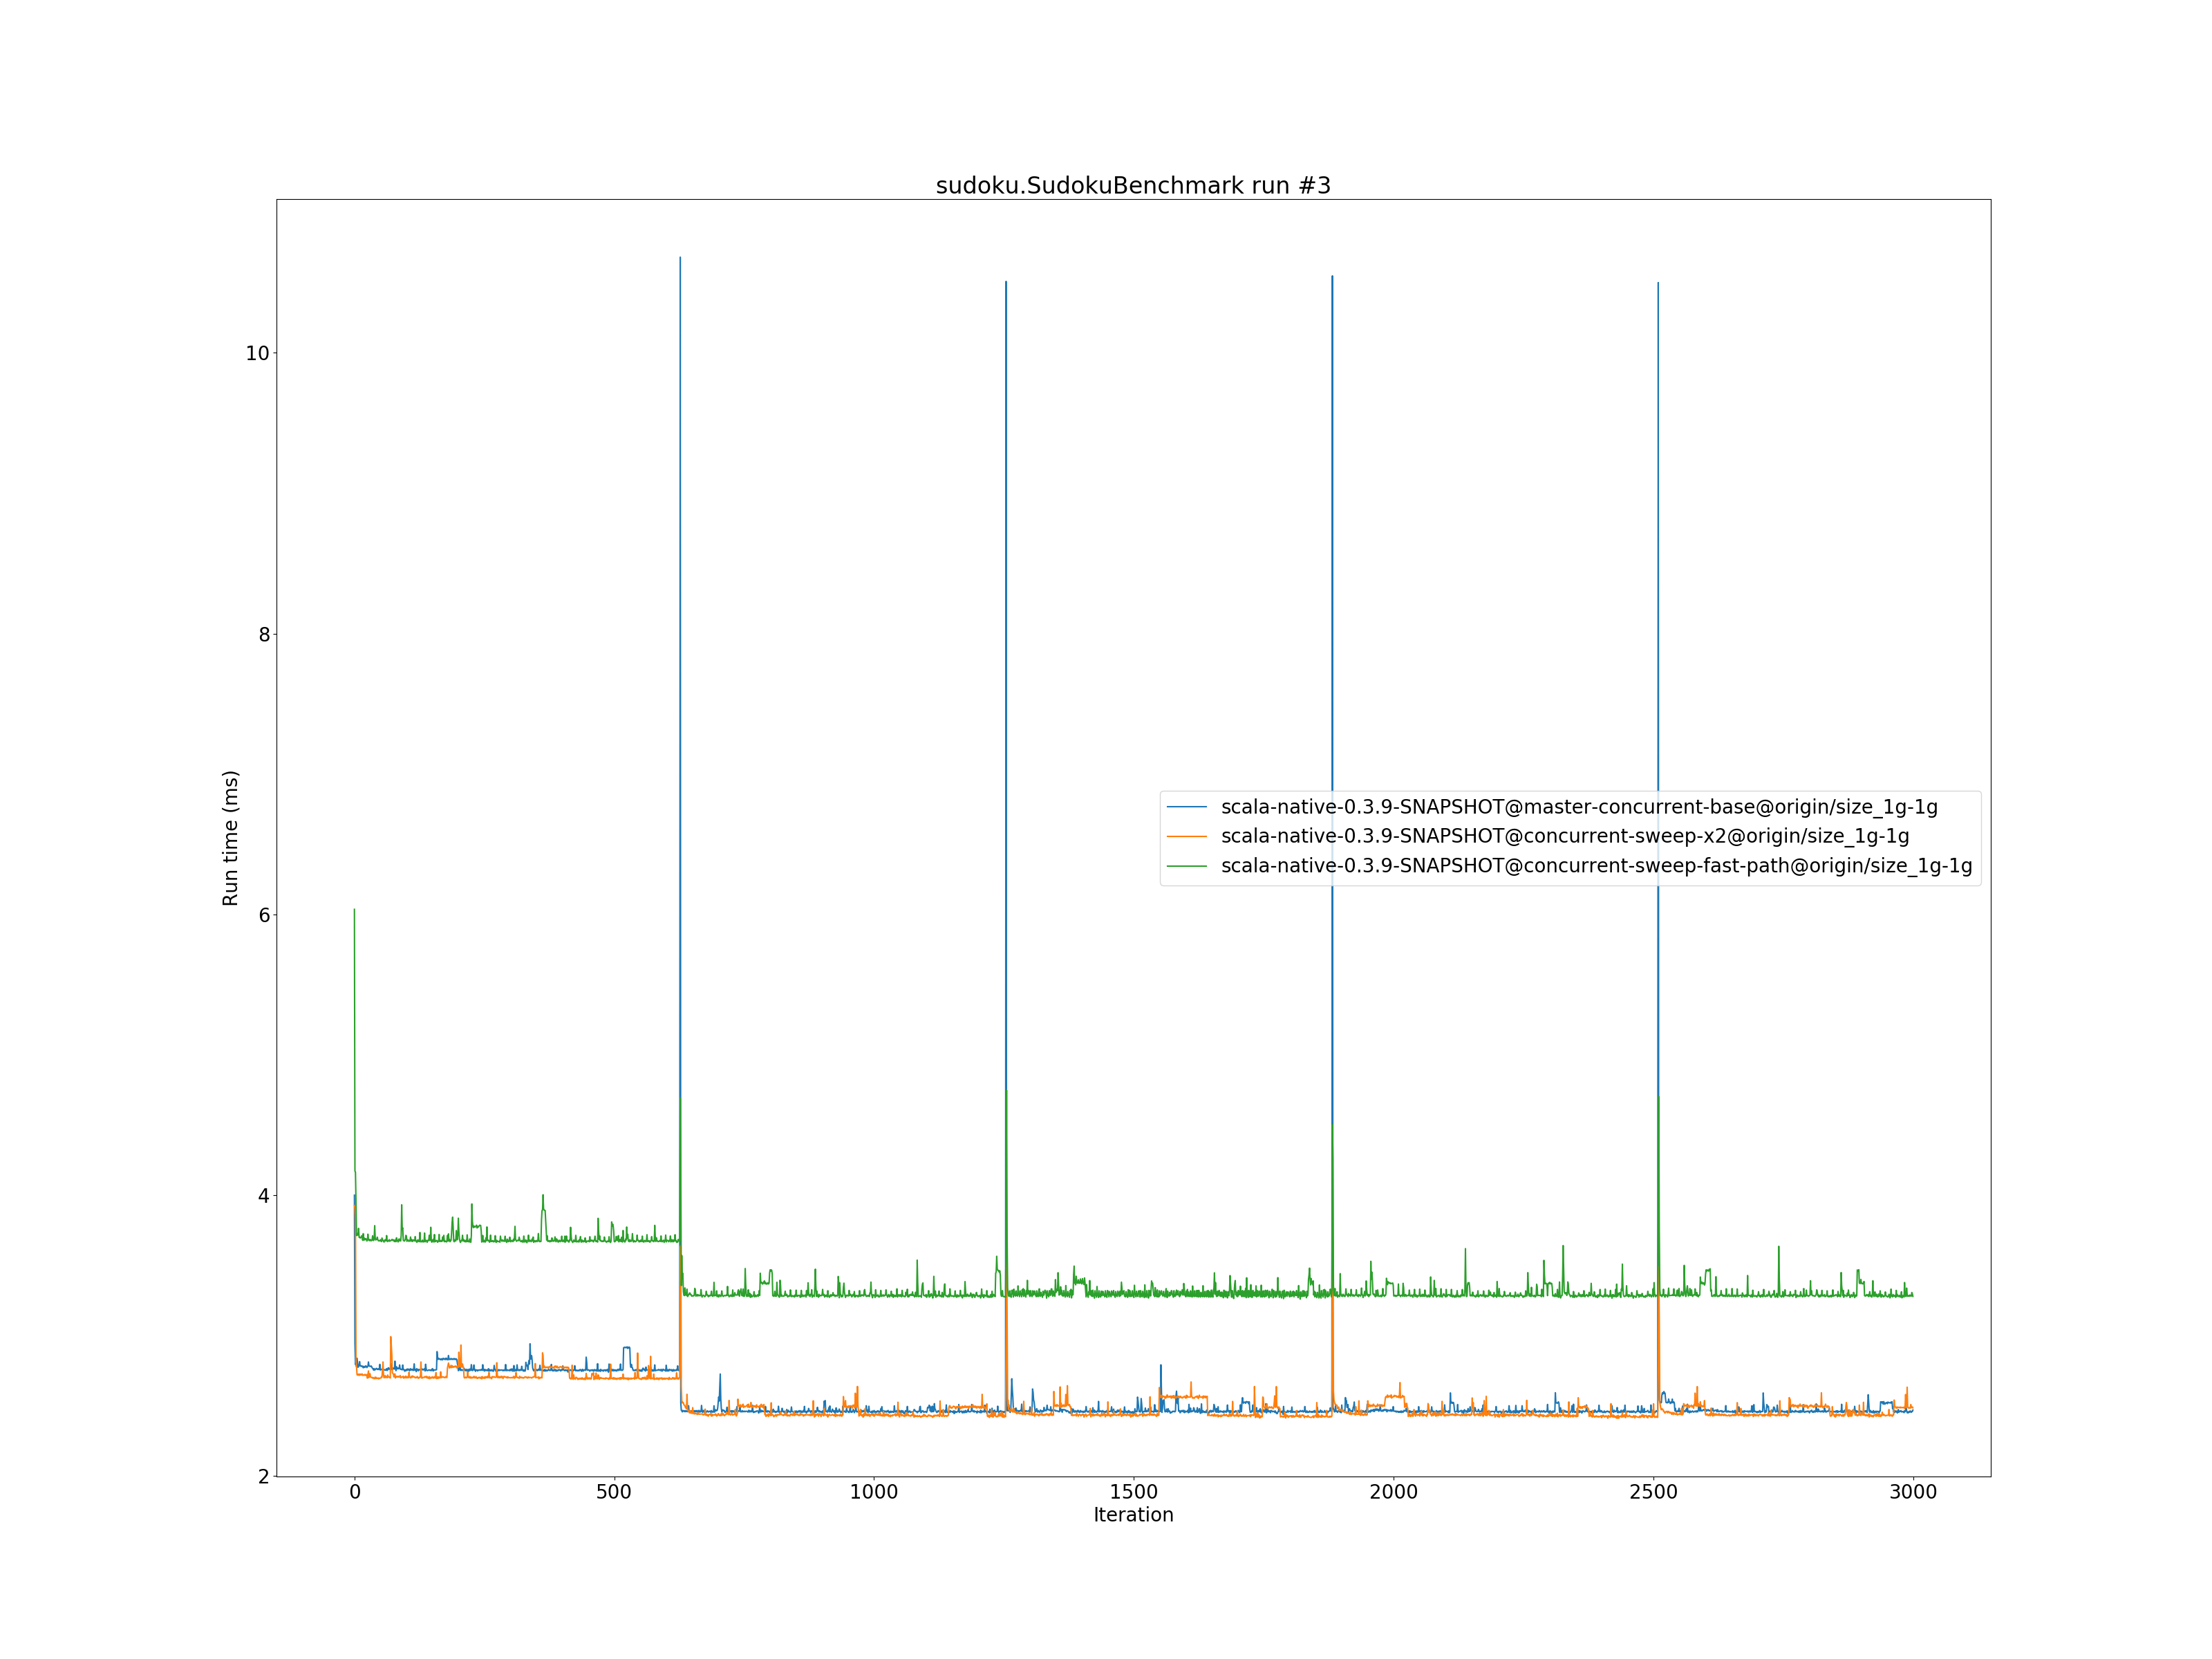 sudoku.SudokuBenchmark run #3
10
8
6
4
2
Run time (ms)
scala-native-0.3.9-SNAPSHOT@master-concurrent-base@origin/size_1g-1g
scala-native-0.3.9-SNAPSHOT@concurrent-sweep-x2@origin/size_1g-1g
scala-native-0.3.9-SNAPSHOT@concurrent-sweep-fast-path@origin/size_1g-1g
0 500 1000 1500 2000 2500 3000
Iteration